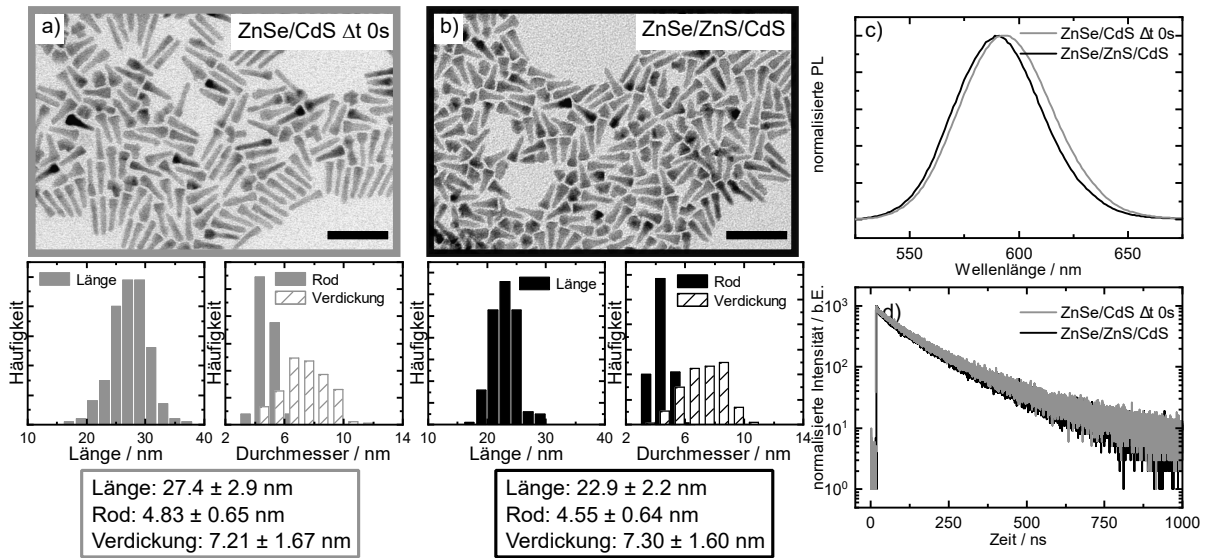 a)
ZnSe/CdS Δt 0s
b)
ZnSe/ZnS/CdS
c)
ZnSe/CdS Δt 0s
ZnSe/ZnS/CdS
normalisierte PL
550
600
650
Wellenlänge / nm
Häufigkeit
Länge
10
20
30
40
Länge / nm
Häufigkeit
Rod
Verdickung
2
6
10
14
Durchmesser / nm
Häufigkeit
Länge
10
20
30
40
Länge / nm
Häufigkeit
Rod
Verdickung
2
6
10
14
Durchmesser / nm
d)
ZnSe/CdS Δt 0s
ZnSe/ZnS/CdS
normalisierte Intensität / b.E.
10³
10²
10¹
10⁰
0
250
500
750
1000
Zeit / ns
Länge: 27.4 ± 2.9 nm
Rod: 4.83 ± 0.65 nm
Verdickung: 7.21 ± 1.67 nm
Länge: 22.9 ± 2.2 nm
Rod: 4.55 ± 0.64 nm
Verdickung: 7.30 ± 1.60 nm